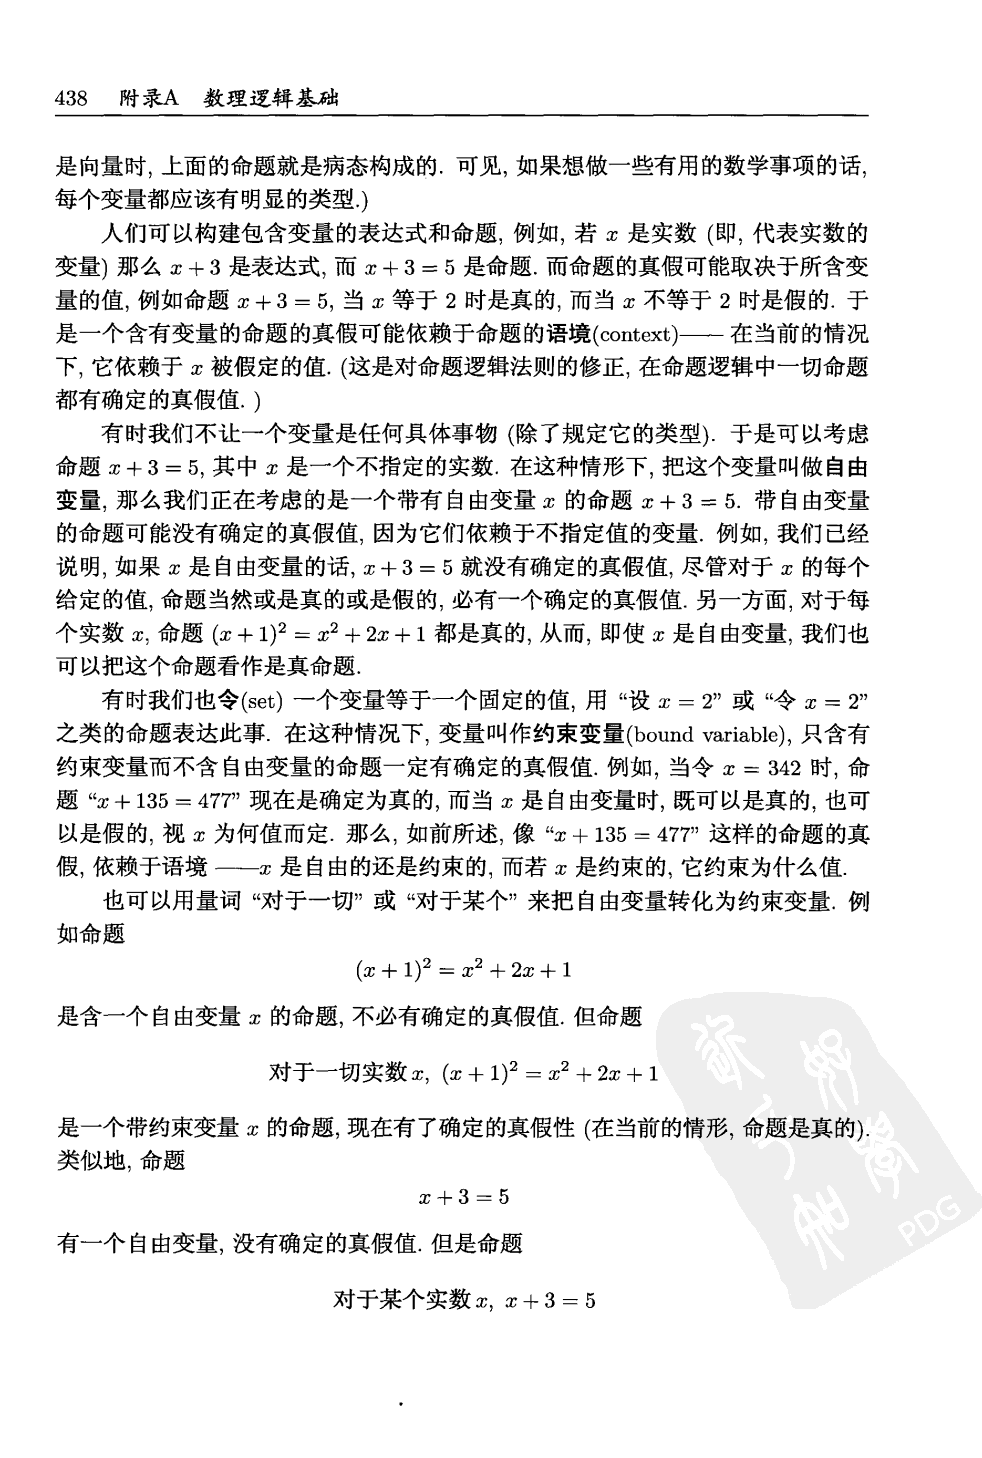 438 附录A 数理逻辑基础
是向量时, 上面的命题就是病态构成的. 可见, 如果想做一些有用的数学事项的话,
每个变量都应该有明显的类型.)
人们可以构建包含变量的表达式和命题, 例如, 若 x 是实数 (即, 代表实数的
变量) 那么 x + 3 是表达式, 而 x + 3 = 5 是命题. 而命题的真假可能取决于所含变
量的值, 例如命题 x + 3 = 5, 当 x 等于 2 时是真的, 而当 x 不等于 2 时是假的. 于
是一个含有变量的命题的真假可能依赖于命题的语境(context)—— 在当前的情况
下, 它依赖于 x 被假定的值. (这是对命题逻辑法则的修正, 在命题逻辑中一切命题
都有确定的真假值. )
有时我们不让一个变量是任何具体事物 (除了规定它的类型). 于是可以考虑
命题 x + 3 = 5, 其中 x 是一个不指定的实数. 在这种情形下, 把这个变量叫做自由
变量, 那么我们正在考虑的是一个带有自由变量 x 的命题 x + 3 = 5. 带自由变量
的命题可能没有确定的真假值, 因为它们依赖于不指定值的变量. 例如, 我们已经
说明, 如果 x 是自由变量的话, x + 3 = 5 就没有确定的真假值, 尽管对于 x 的每个
给定的值, 命题当然或是真的或是假的, 必有一个确定的真假值. 另一方面, 对于每
个实数 x, 命题 (x + 1)² = x² + 2x + 1 都是真的, 从而, 即使 x 是自由变量, 我们也
可以把这个命题看作是真命题.
有时我们也令(set) 一个变量等于一个固定的值, 用 “设 x = 2” 或 “令 x = 2”
之类的命题表达此事. 在这种情况下, 变量叫作约束变量(bound variable), 只含有
约束变量而不含自由变量的命题一定有确定的真假值. 例如, 当令 x = 342 时, 命
题 “x + 135 = 477” 现在是确定为真的, 而当 x 是自由变量时, 既可以是真的, 也可
以是假的, 视 x 为何值而定. 那么, 如前所述, 像 “x + 135 = 477” 这样的命题的真
假, 依赖于语境 ——x 是自由的还是约束的, 而若 x 是约束的, 它约束为什么值.
也可以用量词 “对于一切” 或 “对于某个” 来把自由变量转化为约束变量. 例
如命题
(x + 1)² = x² + 2x + 1
是含一个自由变量 x 的命题, 不必有确定的真假值. 但命题
对于一切实数 x, (x + 1)² = x² + 2x + 1
是一个带约束变量 x 的命题, 现在有了确定的真假性 (在当前的情形, 命题是真的).
类似地, 命题
x + 3 = 5
有一个自由变量, 没有确定的真假值. 但是命题
对于某个实数 x, x + 3 = 5
PDG